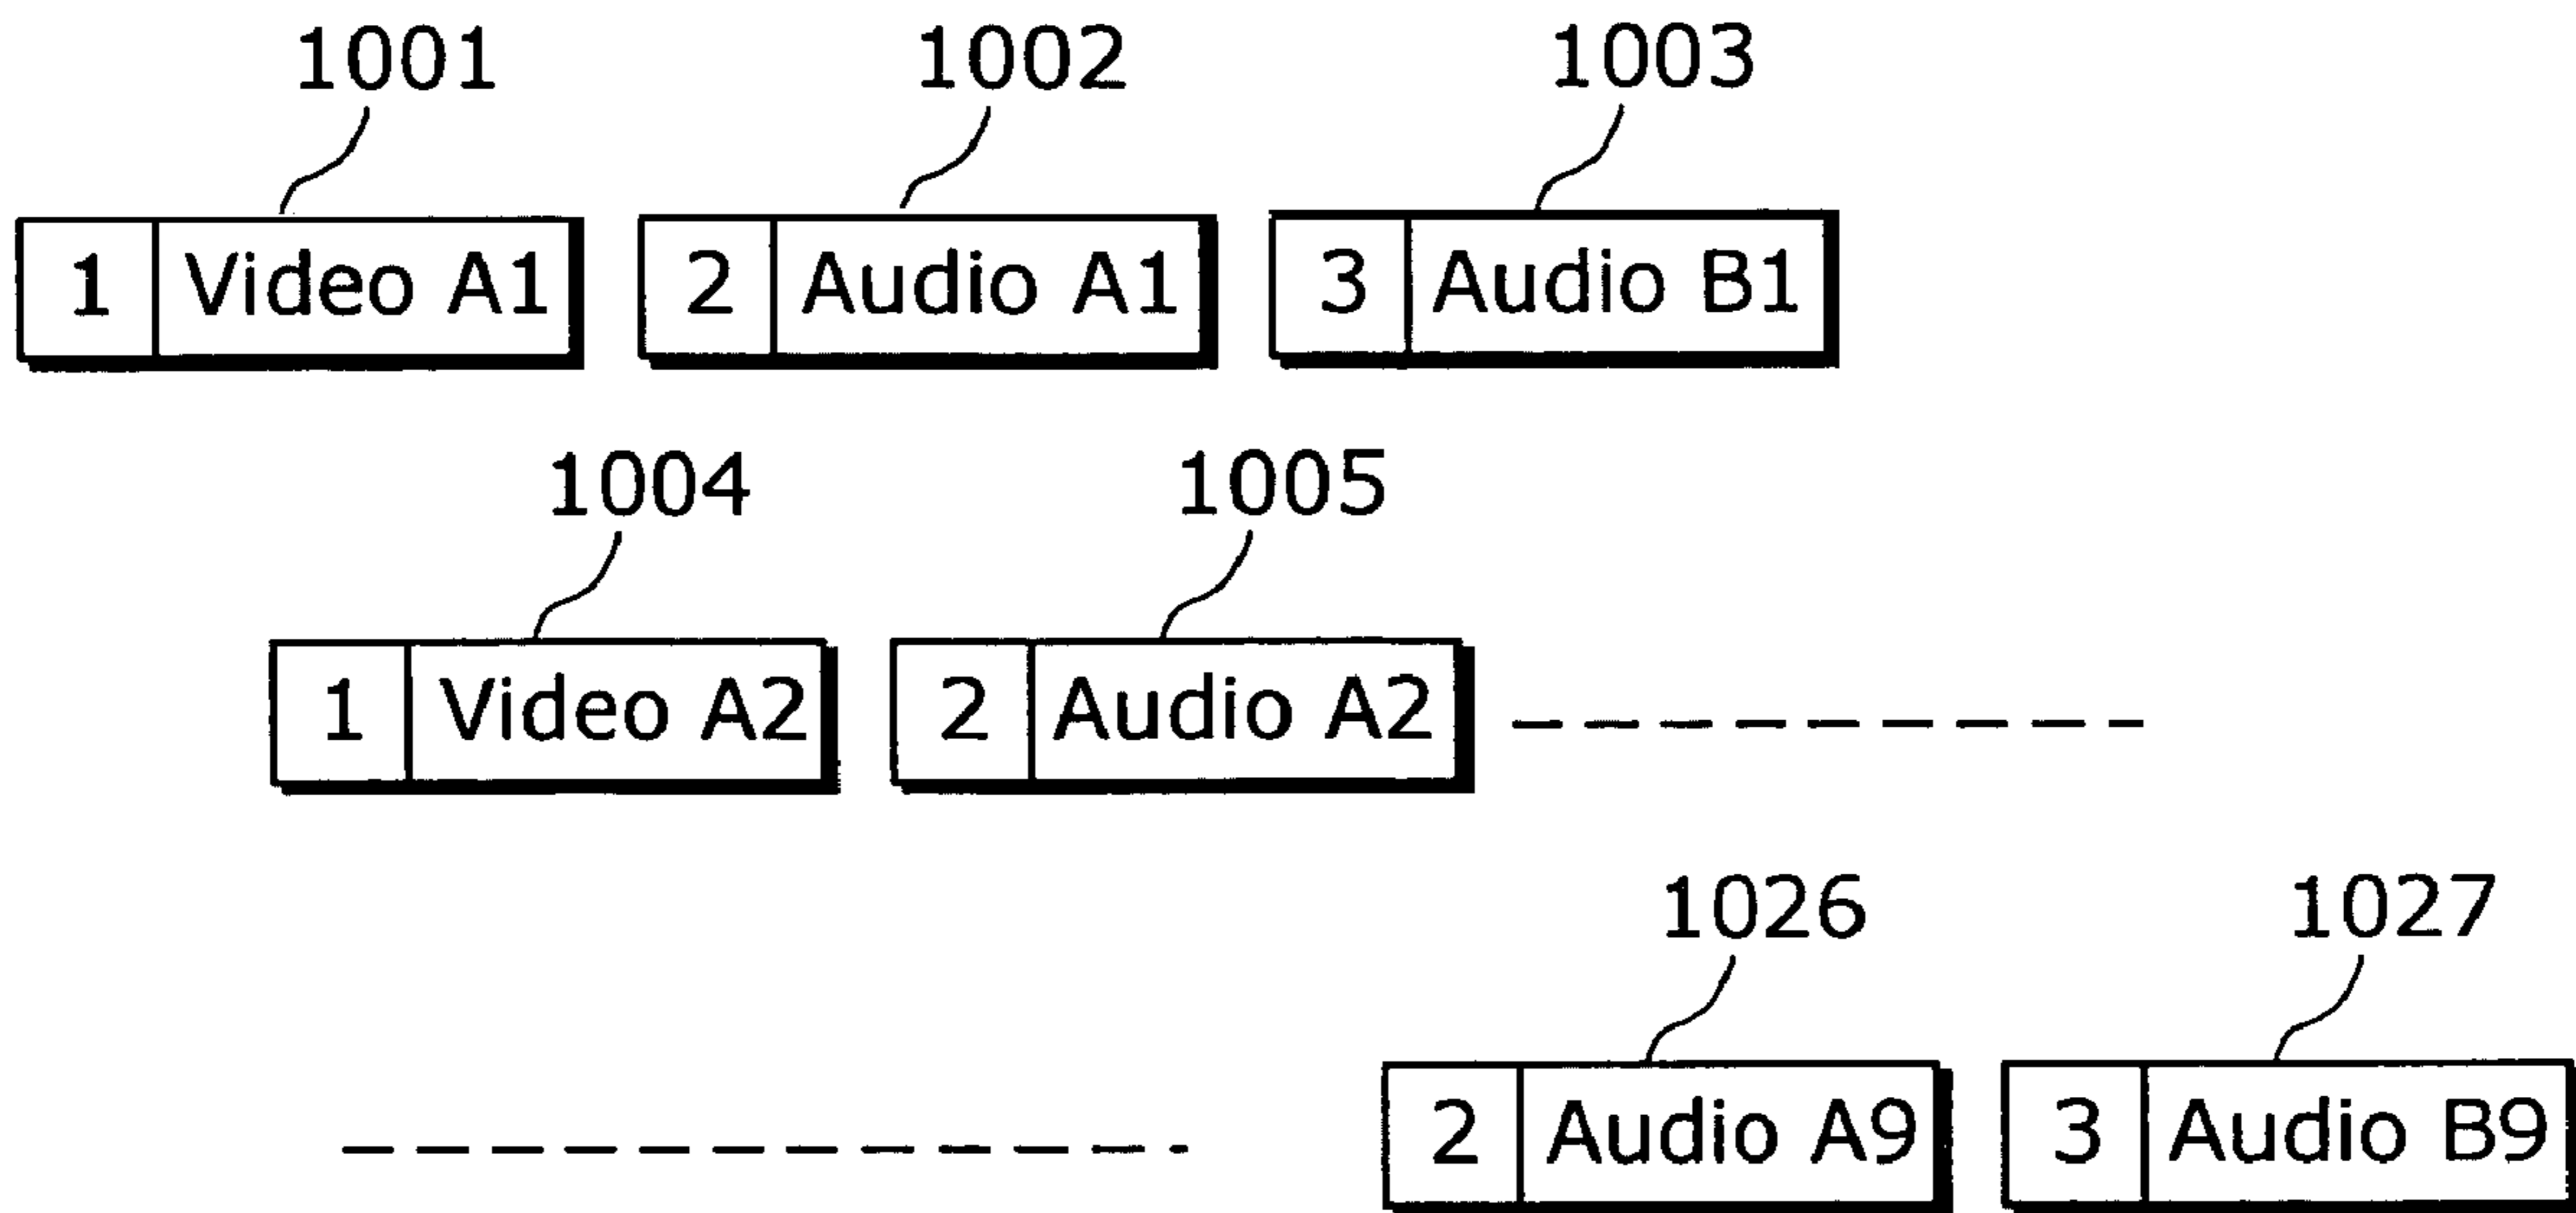 1001 1002 1003
1 Video A1 2 Audio A1 3 Audio B1
1004 1005
1 Video A2 2 Audio A2
1026 1027
2 Audio A9 3 Audio B9